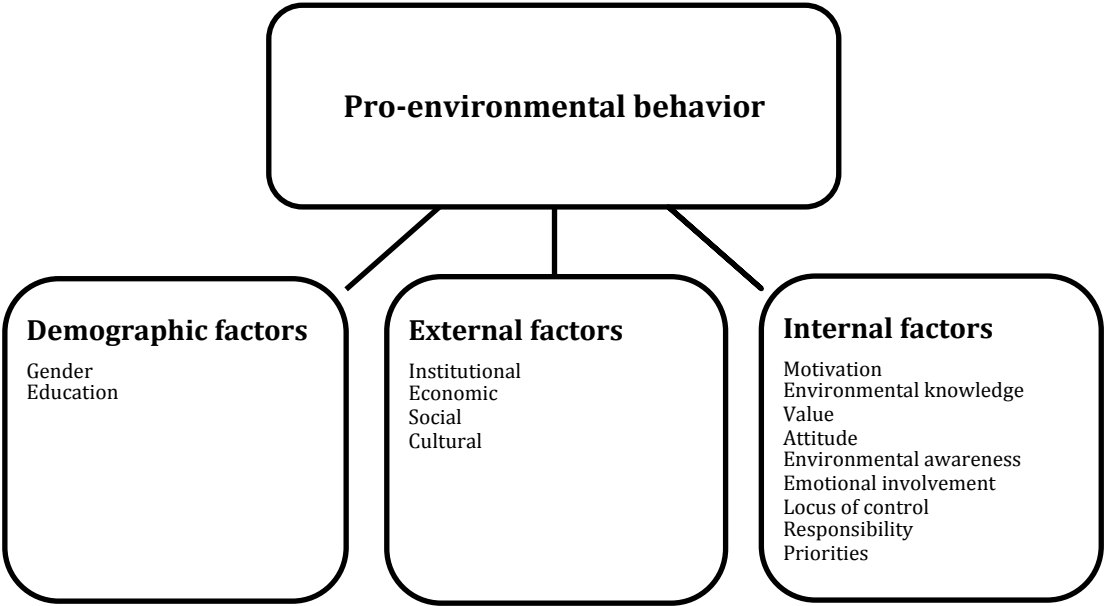 Pro-environmental behavior
Demographic factors
Gender
Education
External factors
Institutional
Economic
Social
Cultural
Internal factors
Motivation
Environmental knowledge
Value
Attitude
Environmental awareness
Emotional involvement
Locus of control
Responsibility
Priorities